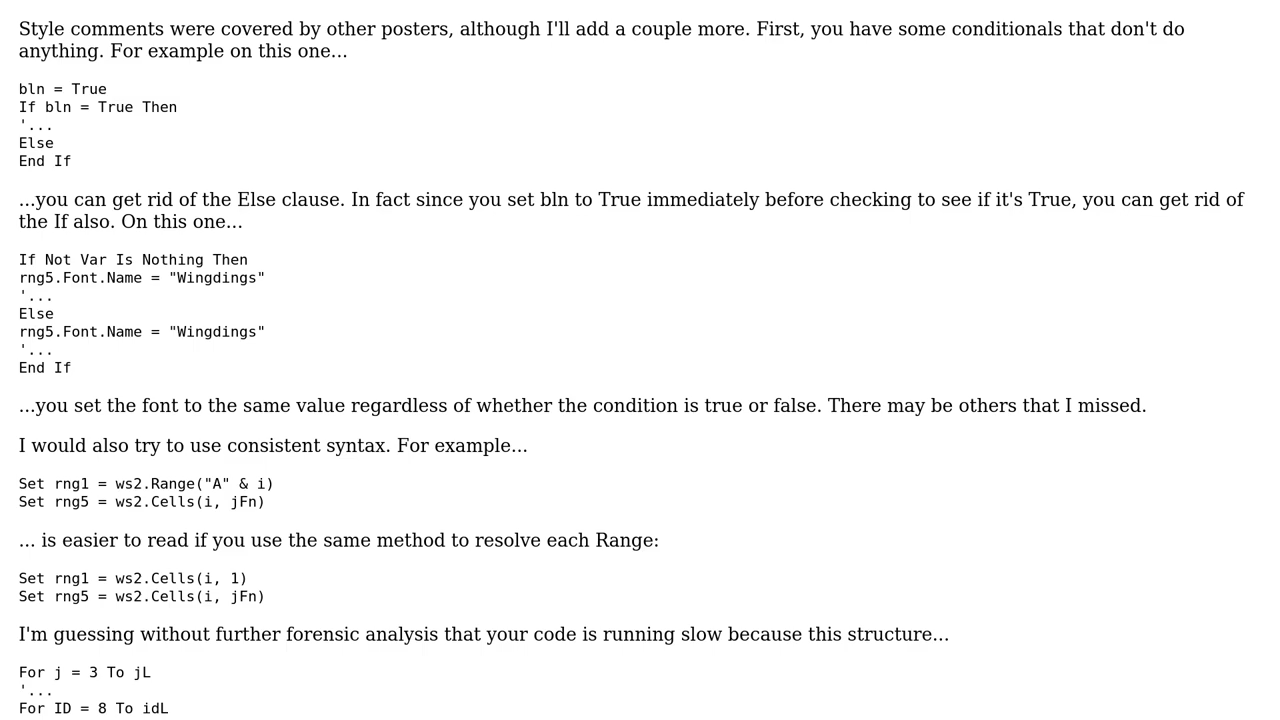 Style comments were covered by other posters, although I'll add a couple more. First, you have some conditionals that don't do
anything. For example on this one...
bln = True
If bln = True Then
'...
Else
End If
...you can get rid of the Else clause. In fact since you set bln to True immediately before checking to see if it's True, you can get rid of
the If also. On this one...
If Not Var Is Nothing Then
rng5.Font.Name = "Wingdings"
'...
Else
rng5.Font.Name = "Wingdings"
'...
End If
...you set the font to the same value regardless of whether the condition is true or false. There may be others that I missed.
I would also try to use consistent syntax. For example...
Set rng1 = ws2.Range("A" & i)
Set rng5 = ws2.Cells(i, jFn)
... is easier to read if you use the same method to resolve each Range:
Set rng1 = ws2.Cells(i, 1)
Set rng5 = ws2.Cells(i, jFn)
I'm guessing without further forensic analysis that your code is running slow because this structure...
For j = 3 To jL
'...
For ID = 8 To idL